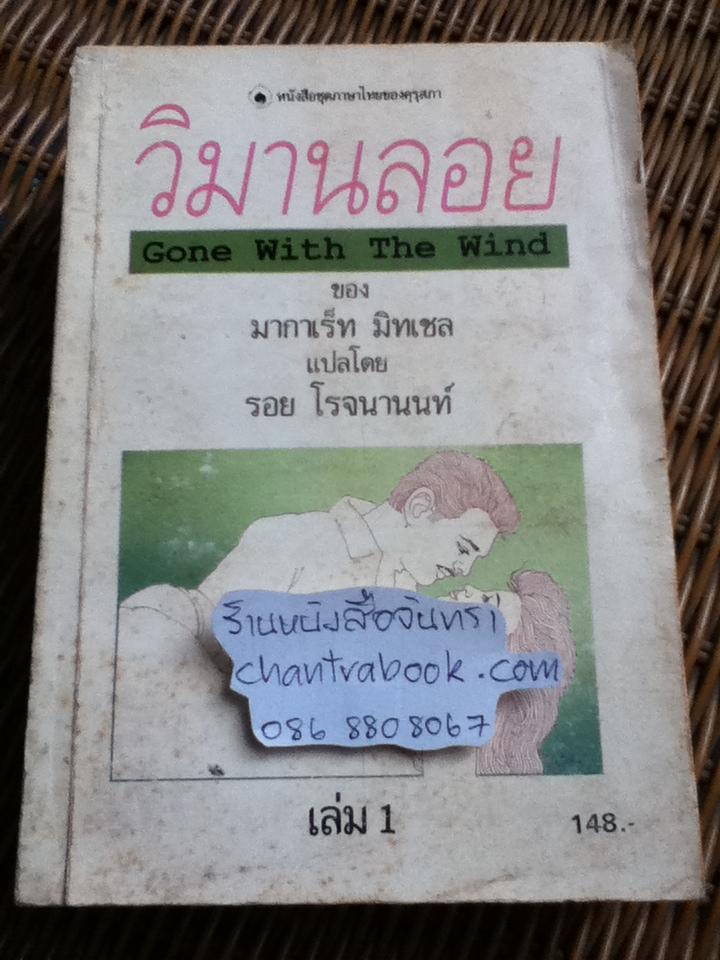 หนังสือชุดภาษาไทยของคุรุสภา
วิมานลอย
Gone With The Wind
ของ
มากาเร็ท มิทเชล
แปลโดย
รอย โรจนานนท์
ร้านหนังสือจันทรา
chantrabook.com
086 8808067
เล่ม 1
148.-